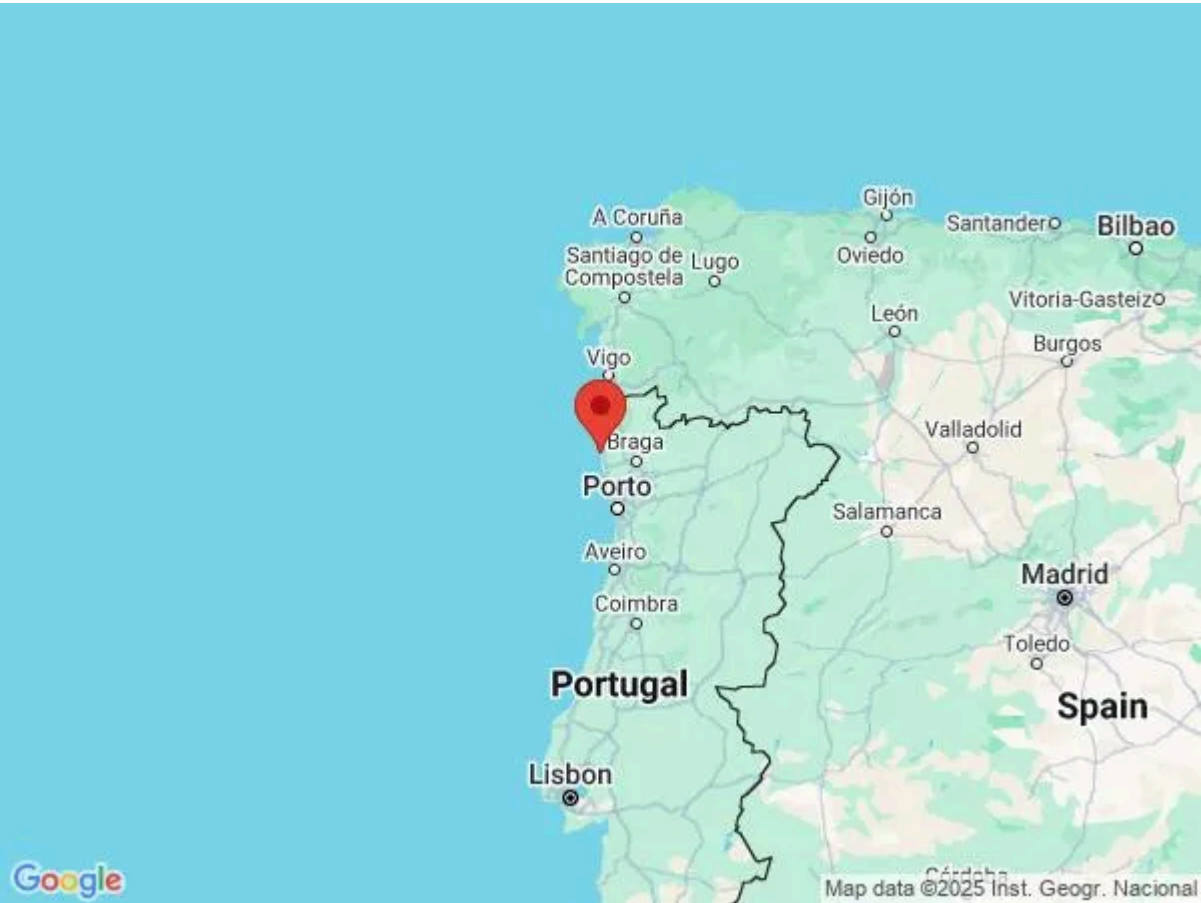 Gijón
A Coruña
Santander
Bilbao
Oviedo
Santiago de
Compostela
Lugo
Vitoria-Gasteiz
León
Burgos
Vigo
Valladolid
Braga
Porto
Salamanca
Aveiro
Madrid
Coimbra
Toledo
Portugal
Spain
Lisbon
Córdoba
Google
Map data ©2025 Inst. Geogr. Nacional